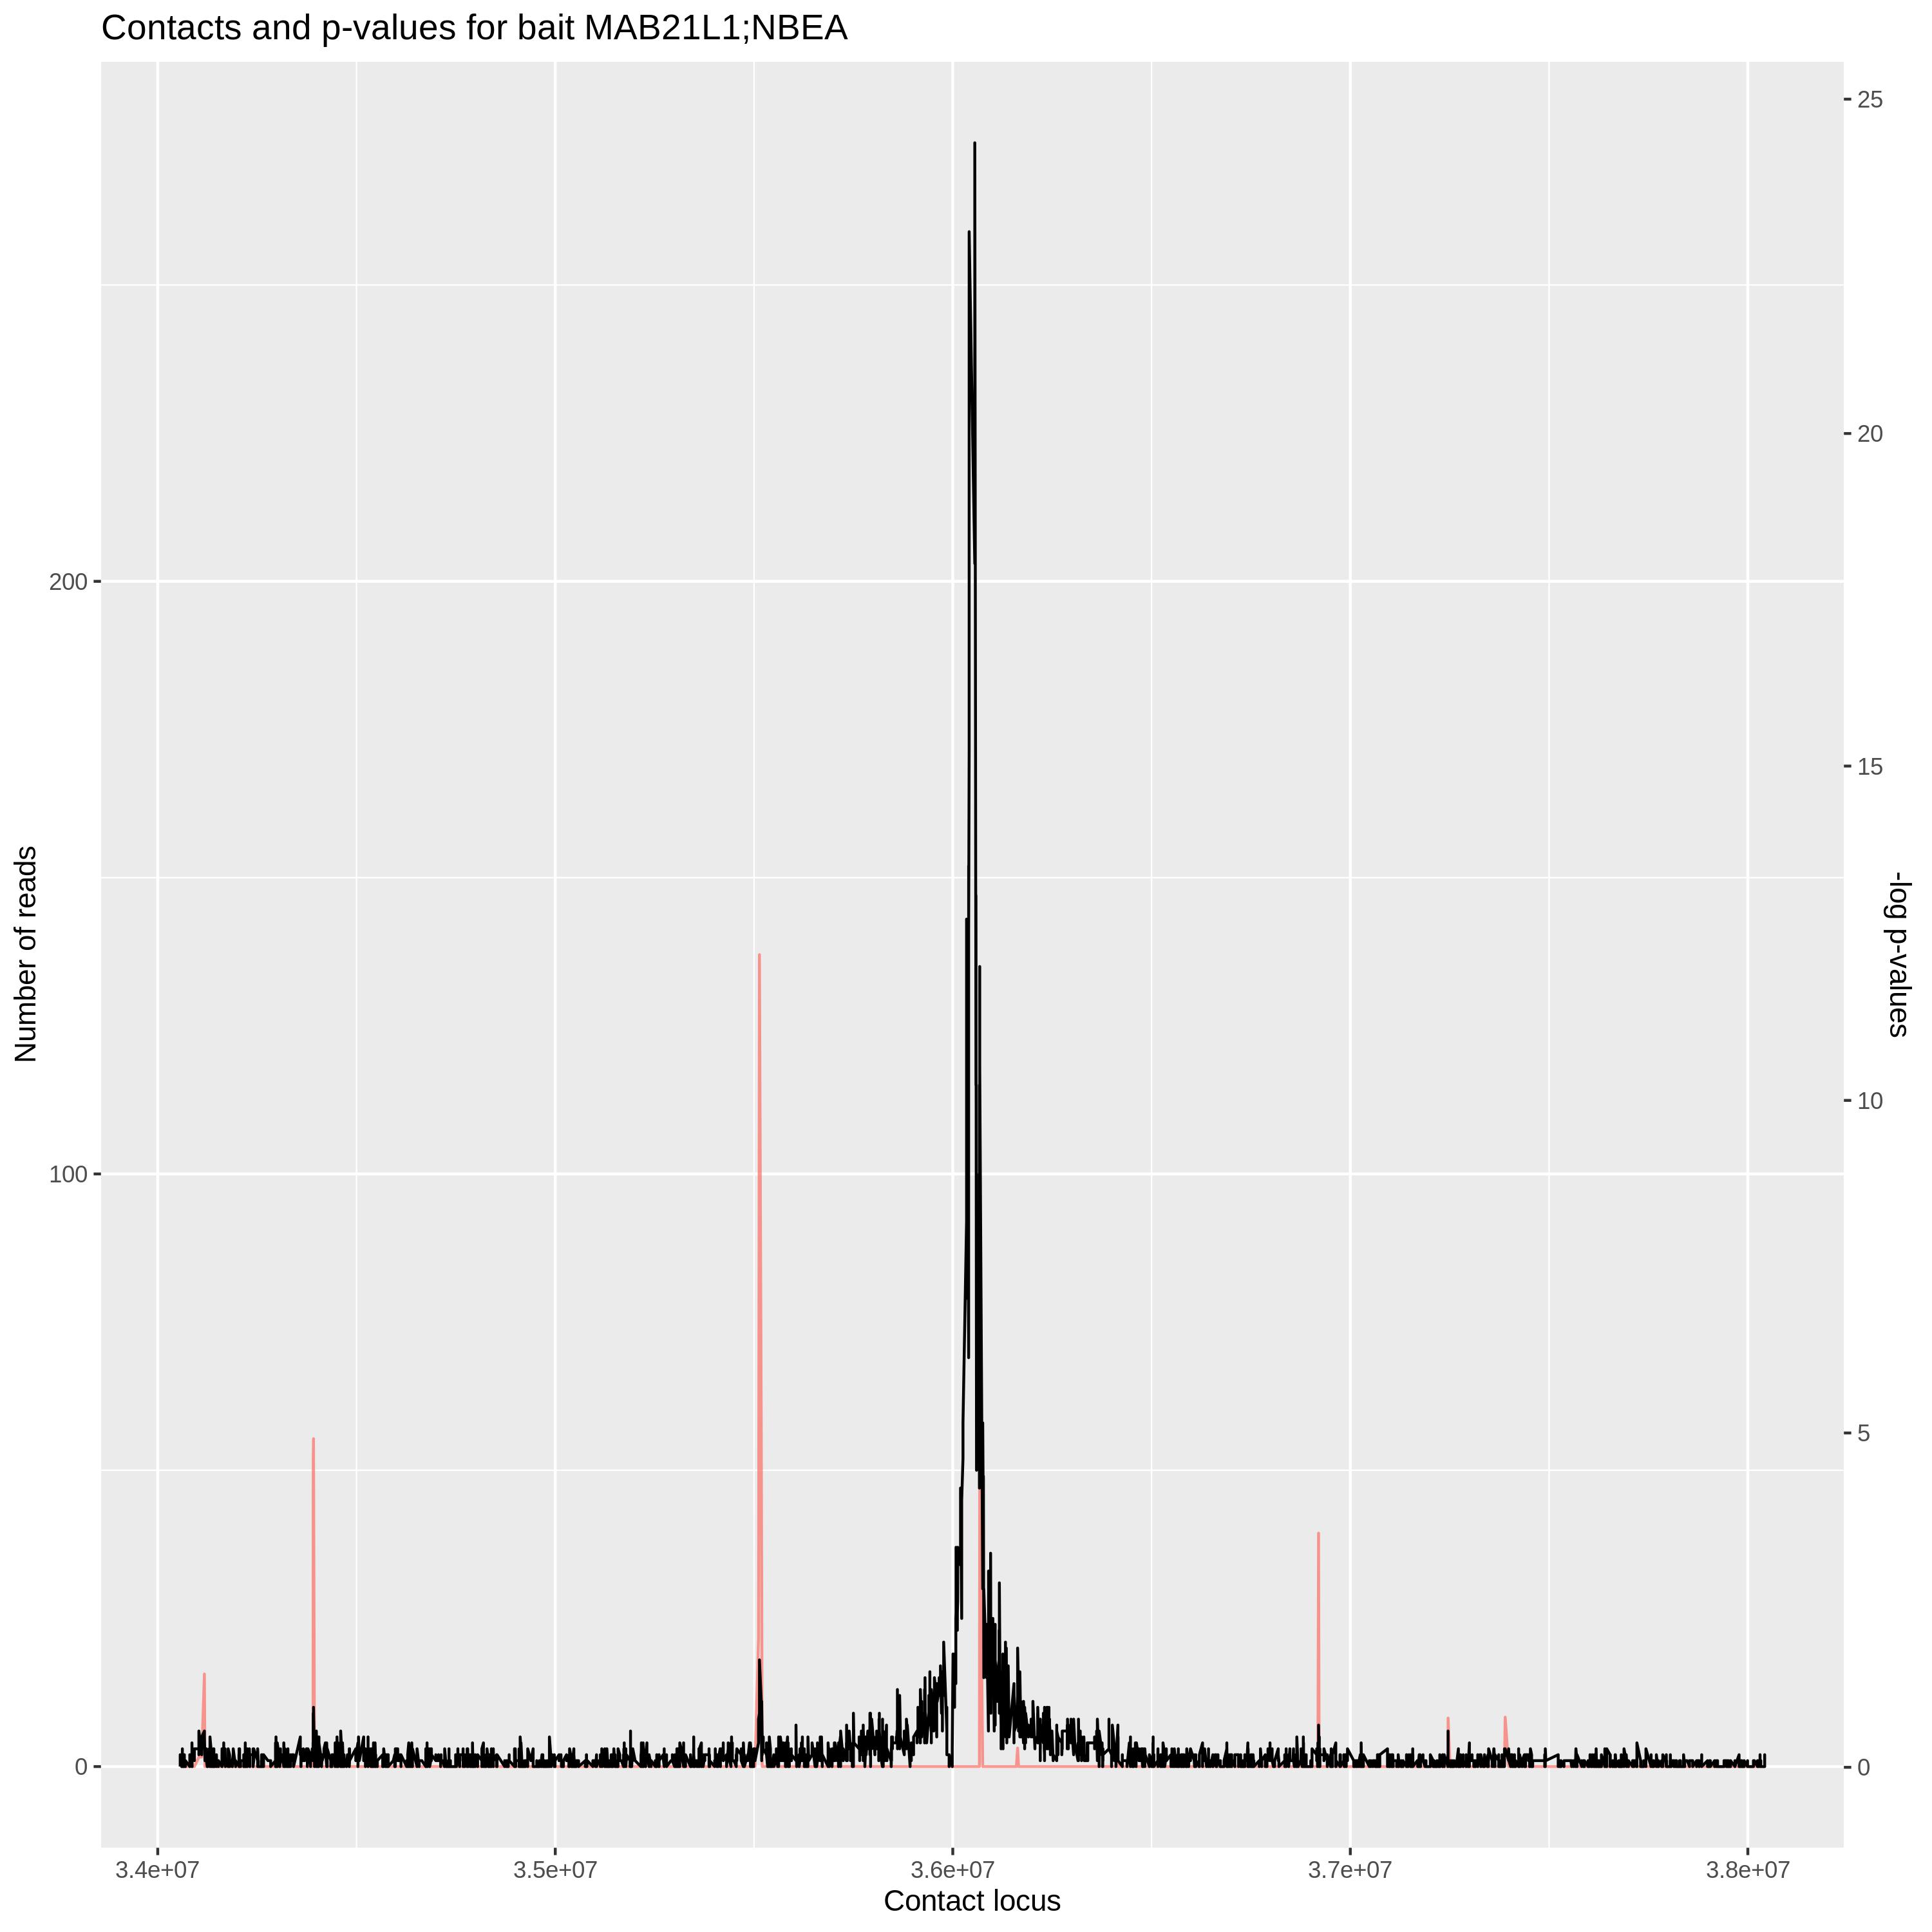 Contacts and p-values for bait MAB21L1;NBEA
25
20
200
15
Number of reads
-log p-values
10
100
5
0
0
3.4e+07 3.5e+07 3.6e+07 3.7e+07 3.8e+07
Contact locus